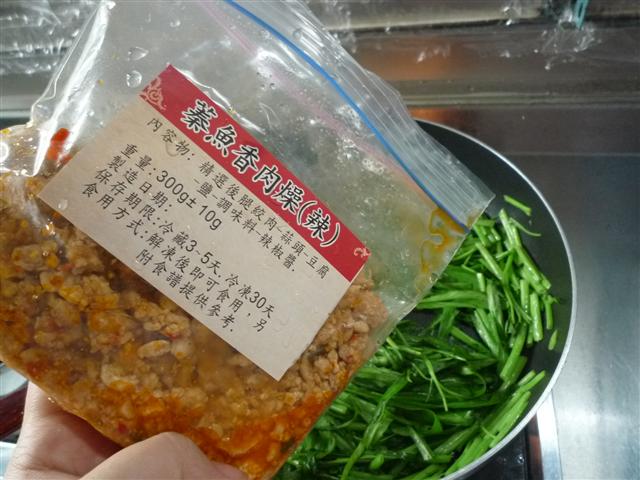 蓁魚香肉燥(辣)
內容物: 精選後腿絞肉-蒜頭-豆腐
鹽-調味料-辣椒醬
重量:300g±10g
製造日期:
保存期限:冷藏3-5天.冷凍30天
食用方式:解凍後即可食用,另
附食譜提供參考.